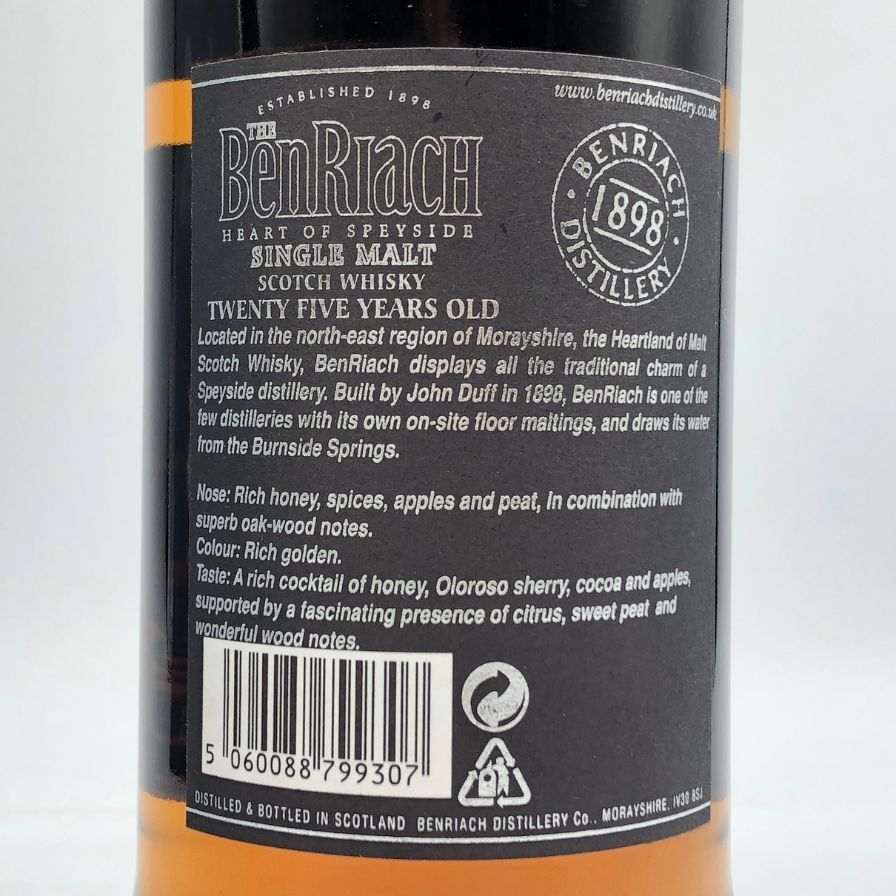 www.benriachdistillery.co.uk
ESTABLISHED 1898
THE
BenRiach
HEART OF SPEYSIDE
SINGLE MALT
SCOTCH WHISKY
TWENTY FIVE YEARS OLD
BENRIACH
1898
DISTILLERY
Located in the north-east region of Morayshire, the Heartland of Malt
Scotch Whisky, BenRiach displays all the traditional charm of a
Speyside distillery. Built by John Duff in 1898, BenRiach is one of the
few distilleries with its own on-site floor maltings, and draws its water
from the Burnside Springs.
Nose: Rich honey, spices, apples and peat, In combination with
superb oak-wood notes.
Colour: Rich golden.
Taste: A rich cocktail of honey, Oloroso sherry, cocoa and apples,
supported by a fascinating presence of citrus, sweet peat and
wonderful wood notes.
5 060088 799307
DISTILLED & BOTTLED IN SCOTLAND BENRIACH DISTILLERY Co., MORAYSHIRE, IV30 8SJ